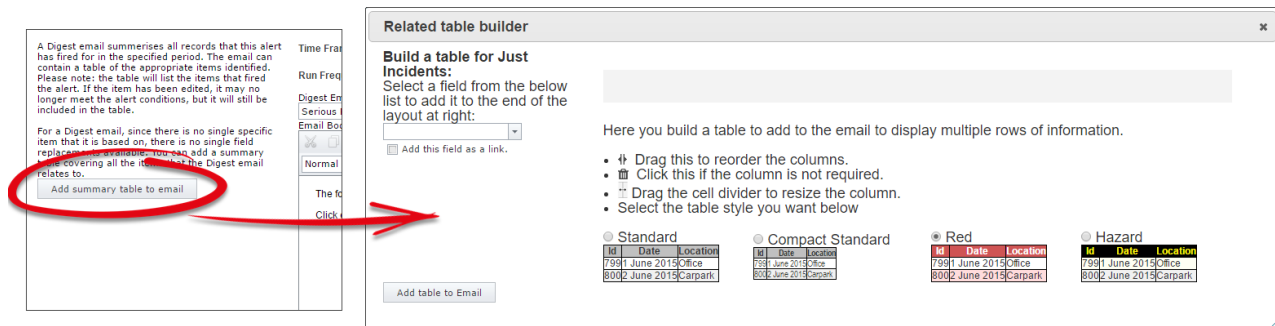 A Digest email summerises all records that this alert
has fired for in the specified period. The email can
contain a table of the appropriate items identified.
Please note: the table will list the items that fired
the alert. If the item has been edited, it may no
longer meet the alert conditions, but it will still be
included in the table.
For a Digest email, since there is no single specific
item that it is based on, there is no single field
replacements available. You can add a summary
table covering all the items that the Digest email
relates to.
Add summary table to email
Time Fra
Run Freq
Digest Em
Serious
Email Bod
Normal
The fo
Click
Related table builder
Build a table for Just
Incidents:
Select a field from the below
list to add it to the end of the
layout at right:
Add this field as a link.
Add table to Email
Here you build a table to add to the email to display multiple rows of information.
• Drag this to reorder the columns.
• Click this if the column is not required.
• Drag the cell divider to resize the column.
• Select the table style you want below
Standard
Id Date Location
799 1 June 2015 Office
800 2 June 2015 Carpark
Compact Standard
Id Date Location
799 1 June 2015 Office
800 2 June 2015 Carpark
Red
Id Date Location
799 1 June 2015 Office
800 2 June 2015 Carpark
Hazard
Id Date Location
799 1 June 2015 Office
800 2 June 2015 Carpark